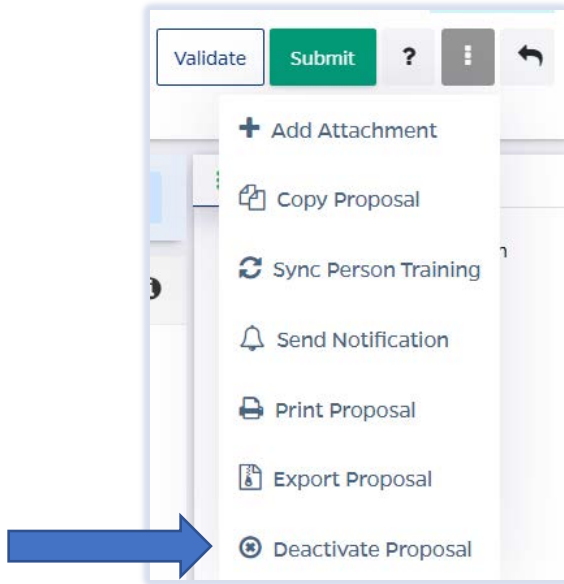 Validate Submit ?
Add Attachment
Copy Proposal
n
Sync Person Training
Send Notification
Print Proposal
Export Proposal
Deactivate Proposal